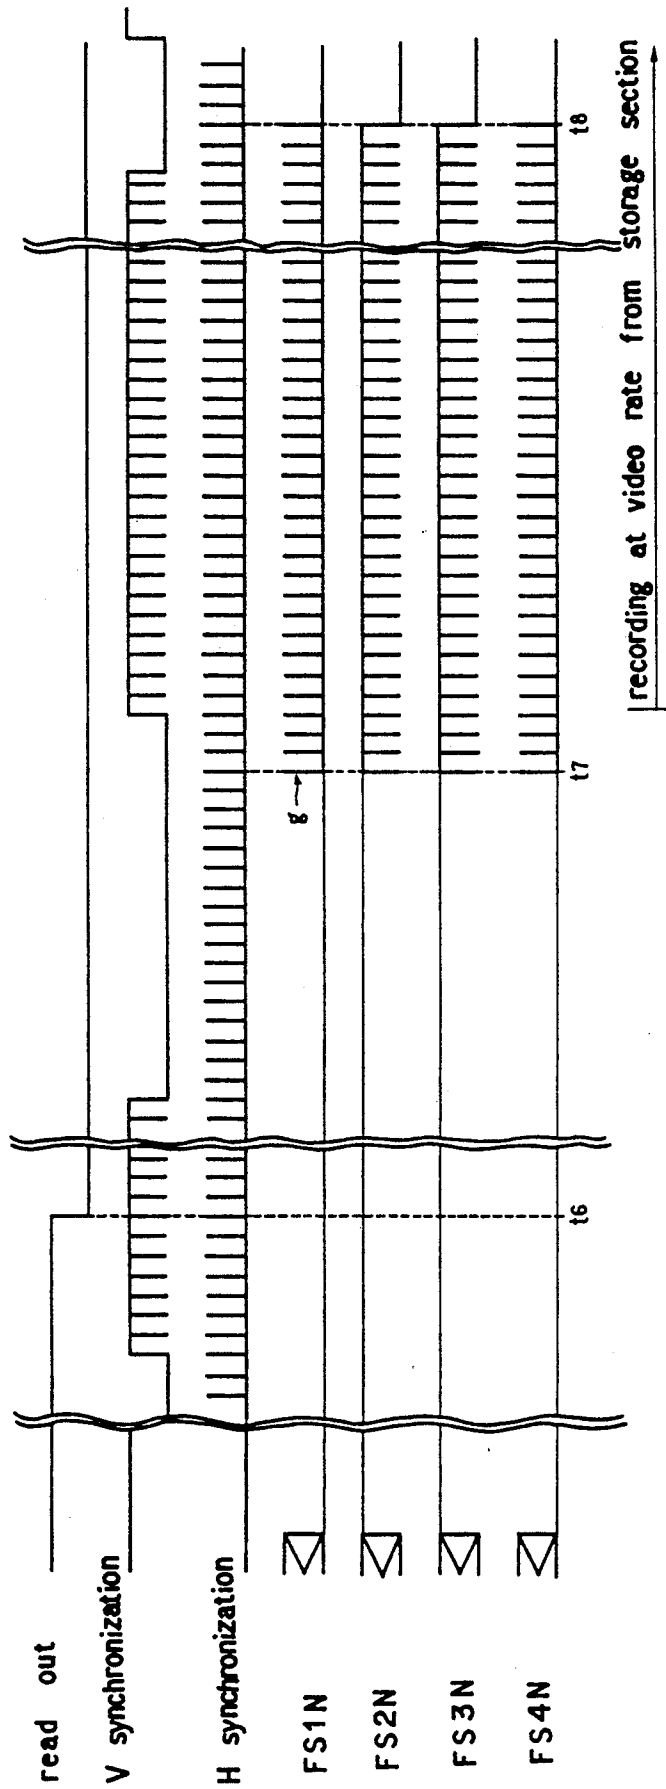 read out
V synchronization
H synchronization
FS1N
FS2N
FS3N
FS4N
g
t6
t7
t8
recording at video rate from storage section